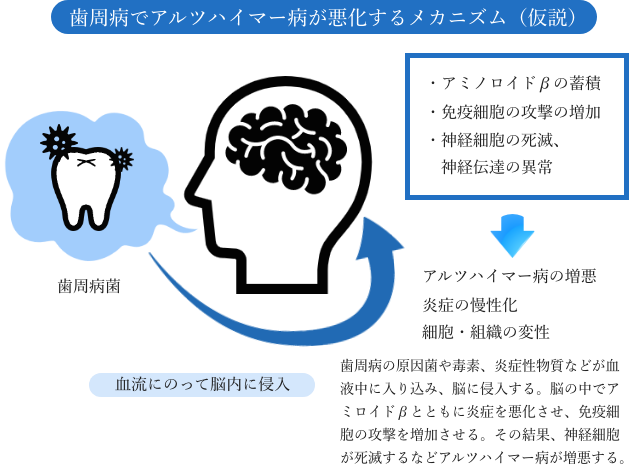 歯周病でアルツハイマー病が悪化するメカニズム（仮説）
・アミノロイドβの蓄積
・免疫細胞の攻撃の増加
・神経細胞の死滅、
神経伝達の異常
歯周病菌
アルツハイマー病の増悪
炎症の慢性化
細胞・組織の変性
血流にのって脳内に侵入
歯周病の原因菌や毒素、炎症性物質などが血
液中に入り込み、脳に侵入する。脳の中でア
ミロイドβとともに炎症を悪化させ、免疫細
胞の攻撃を増加させる。その結果、神経細胞
が死滅するなどアルツハイマー病が増悪する。